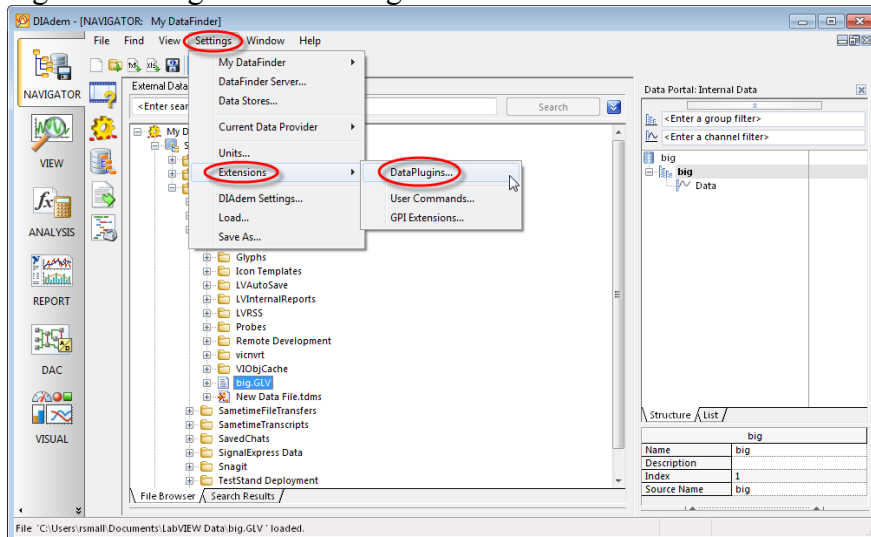 DIAdem - [NAVIGATOR: My DataFinder]
File Find View Settings Window Help
NAVIGATOR
VIEW
ANALYSIS
REPORT
DAC
VISUAL
External Data
<Enter sear
Search
My D
S
My DataFinder
DataFinder Server...
Data Stores...
Current Data Provider
Units...
Extensions
DIAdem Settings...
Load...
Save As...
DataPlugins...
User Commands...
GPI Extensions...
Glyphs
Icon Templates
LVAutoSave
LVInternalReports
LVRSS
Probes
Remote Development
vicnvrt
VIObjCache
big.GLV
New Data File.tdms
SametimeFileTransfers
SametimeTranscripts
SavedChats
SignalExpress Data
Snagit
TestStand Deployment
File Browser Search Results
Data Portal: Internal Data
<Enter a group filter>
<Enter a channel filter>
big
big
Data
Structure List
big
Name big
Description
Index 1
Source Name big
File 'C:\Users\rsmall\Documents\LabVIEW Data\big.GLV ' loaded.